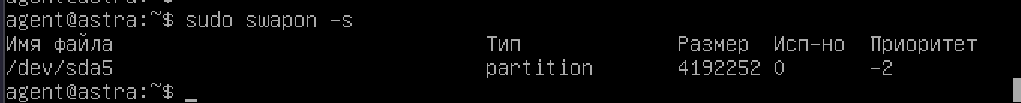 agent@astra:~$ sudo swapon -s
Имя файла Тип Размер Исп-но Приоритет
/dev/sda5 partition 4192252 0 -2
agent@astra:~$ _